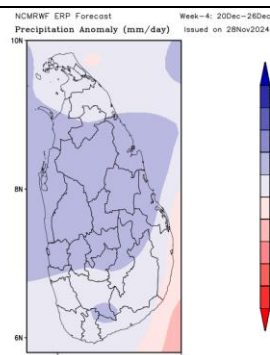 NCMRWF ERP Forecast Week-4: 20Dec-26Dec
Precipitation Anomaly (mm/day) Issued on 28Nov2024
10N
8N
6N